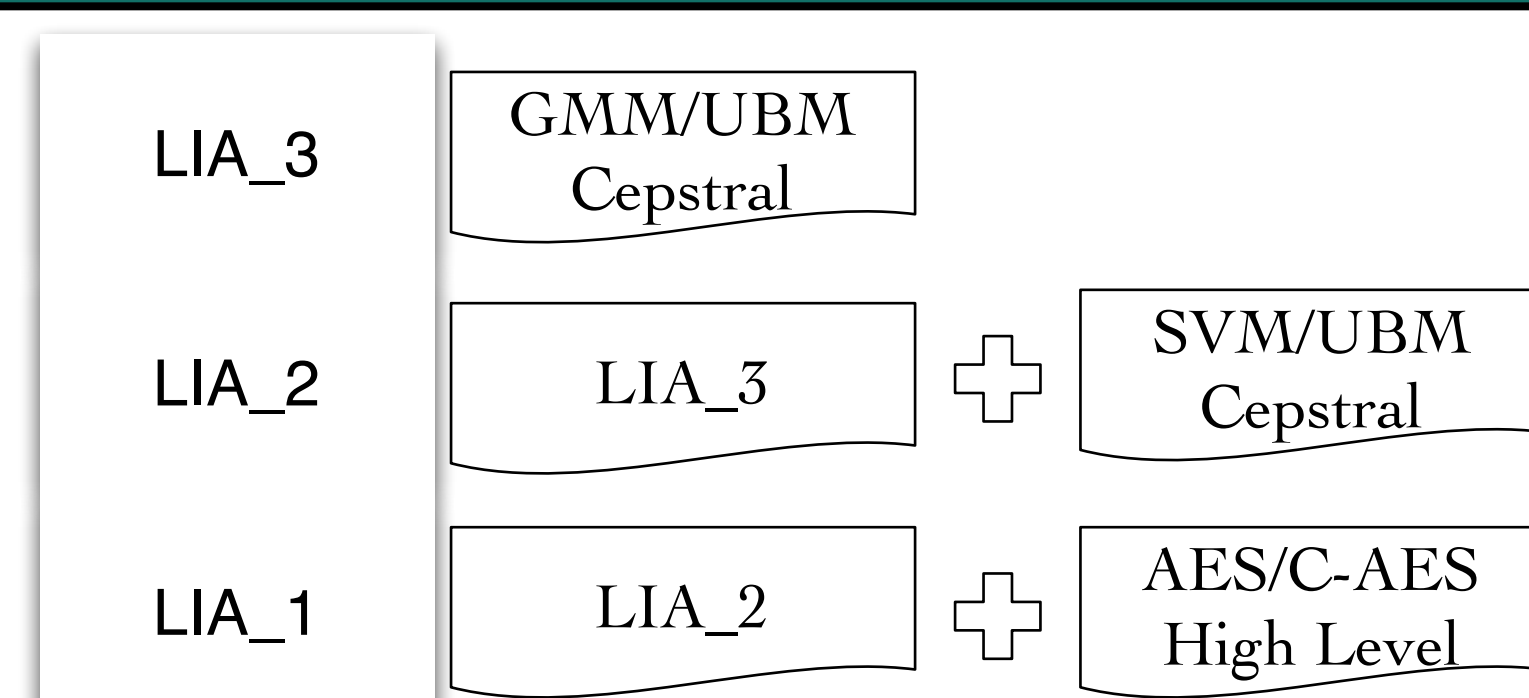 LIA_3
GMM/UBM
Cepstral
LIA_2
LIA_3
SVM/UBM
Cepstral
LIA_1
LIA_2
AES/C-AES
High Level